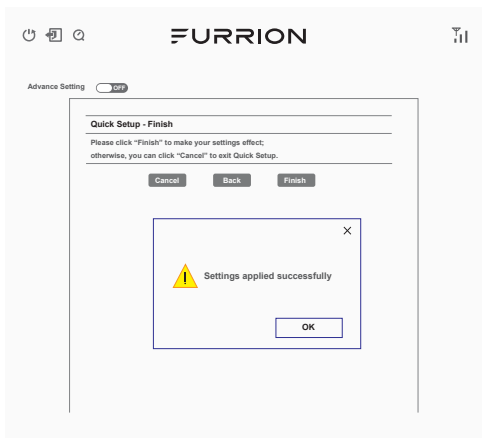 FURRION
Advance Setting OFF
Quick Setup - Finish
Please click “Finish” to make your settings effect;
otherwise, you can click “Cancel” to exit Quick Setup.
Cancel Back Finish
Settings applied successfully
OK